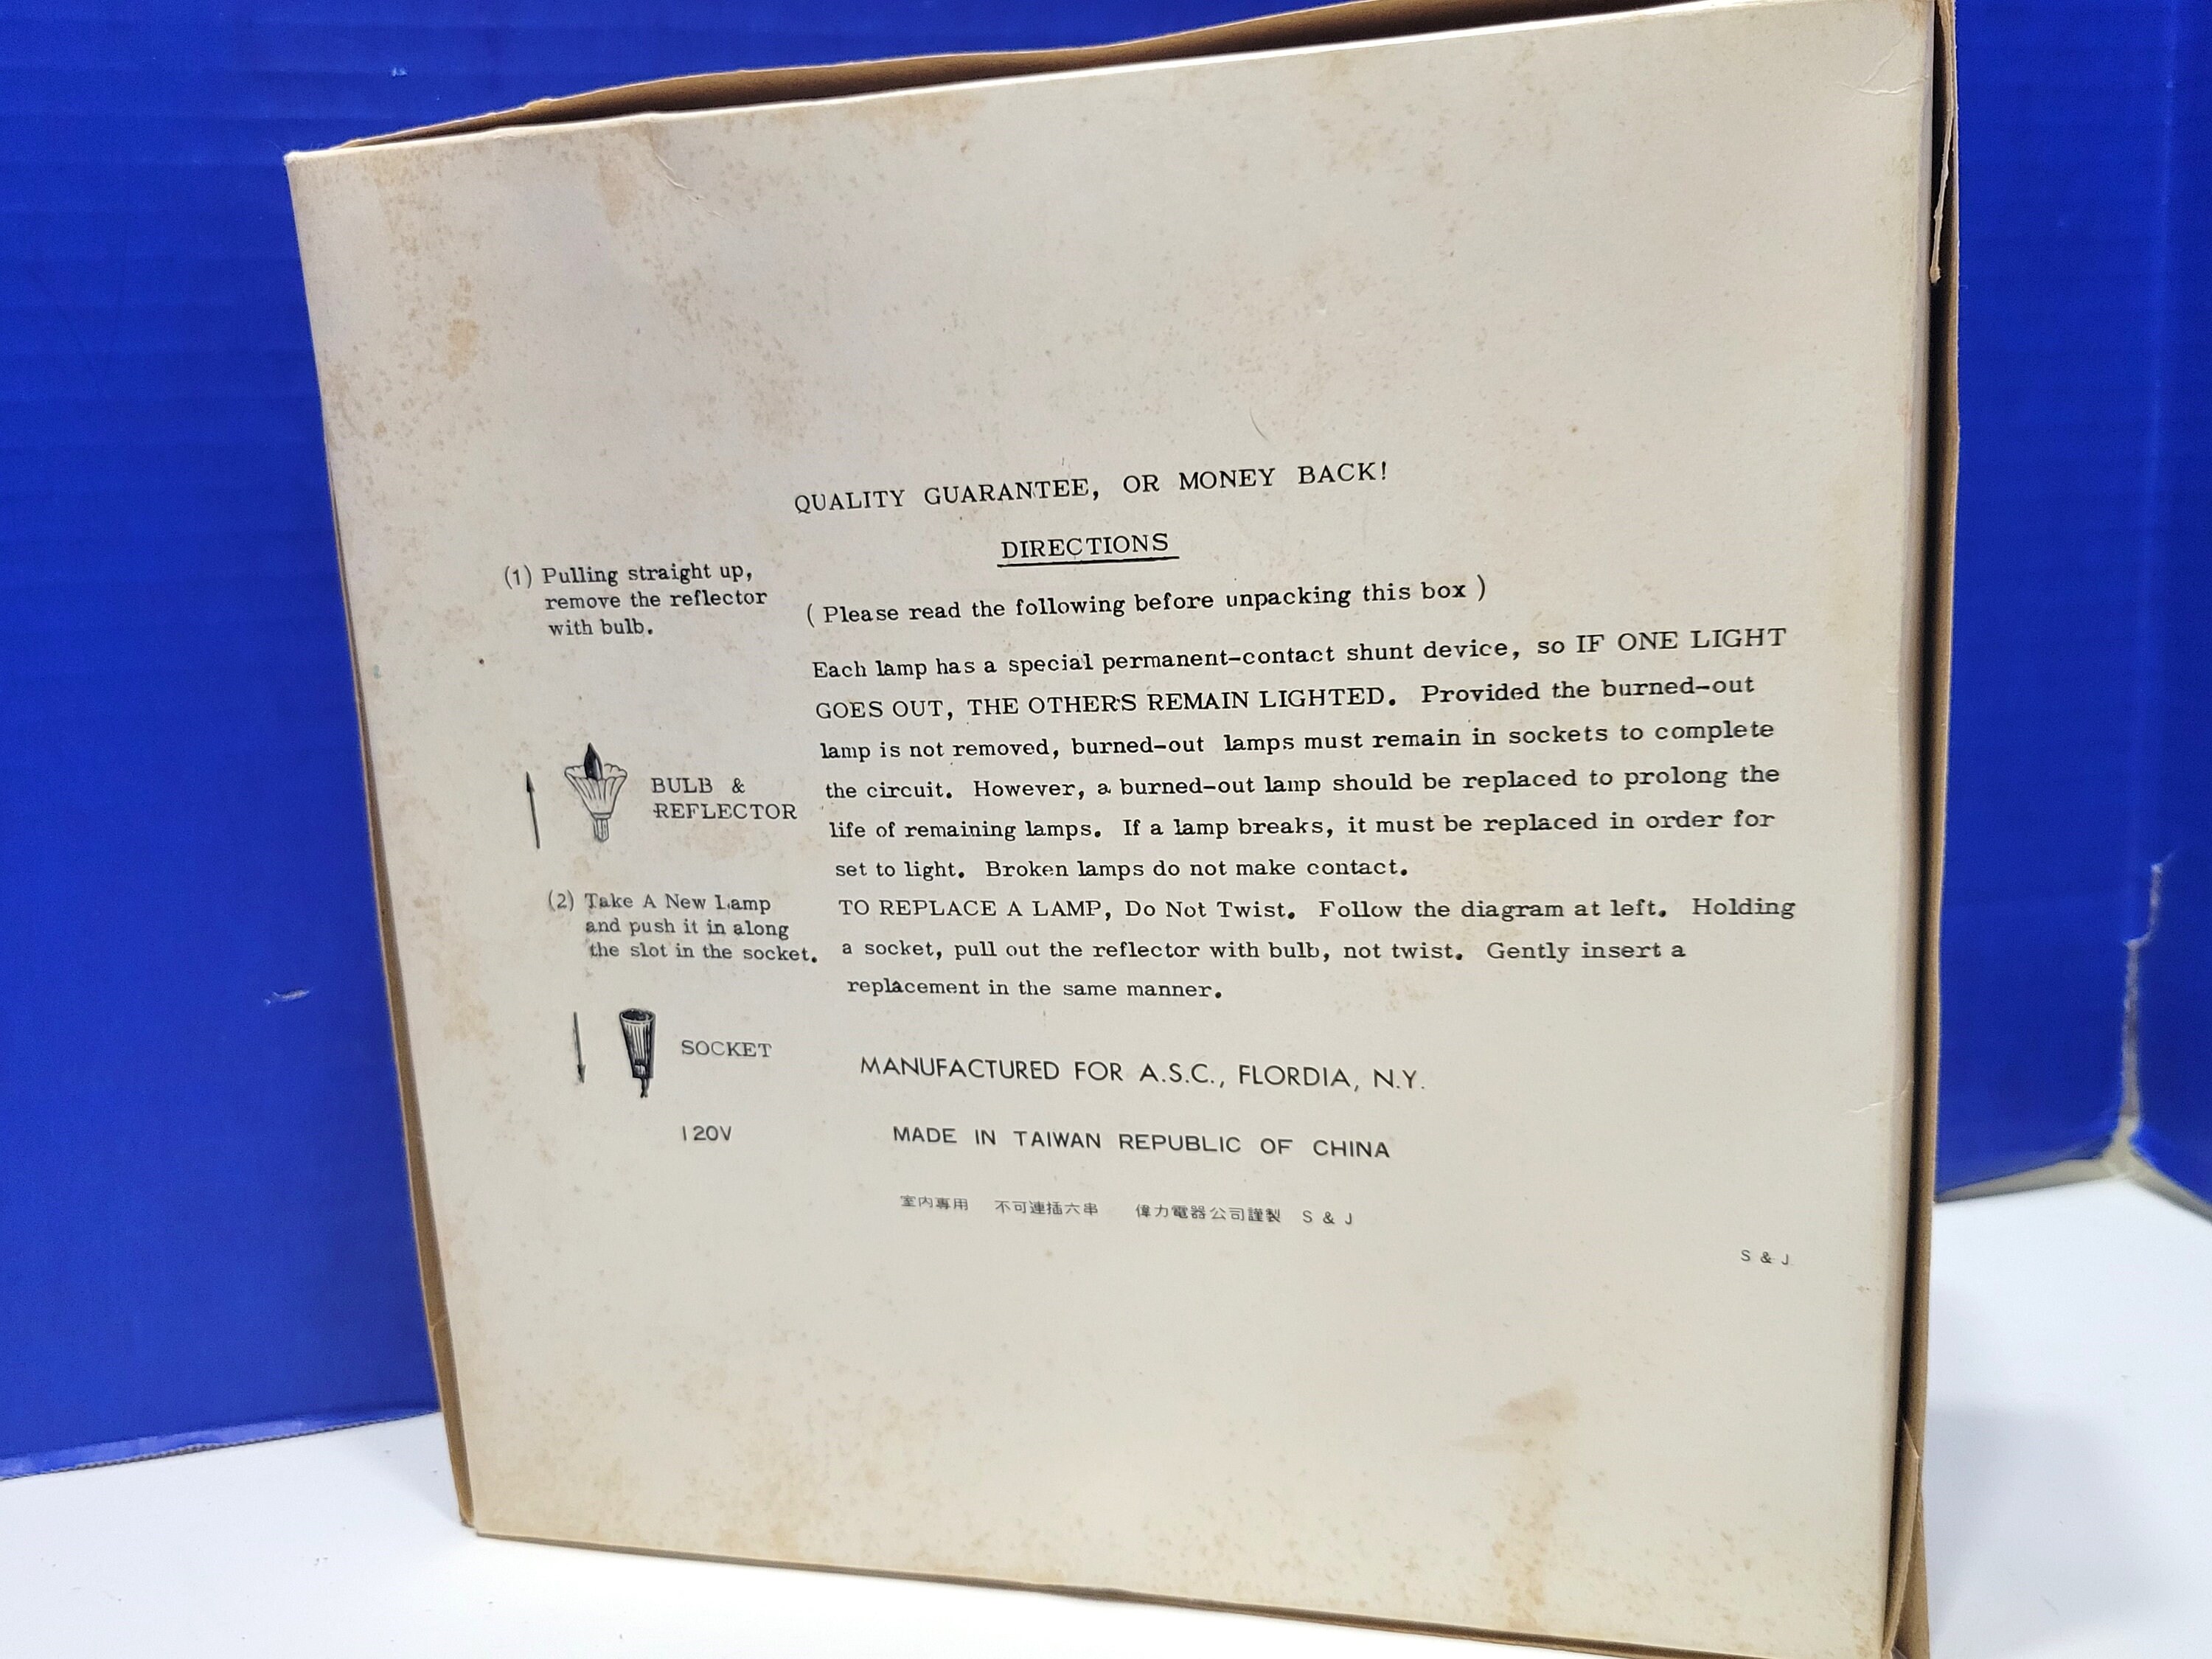 QUALITY GUARANTEE, OR MONEY BACK!
DIRECTIONS
( Please read the following before unpacking this box )
(1) Pulling straight up,
remove the reflector
with bulb.
BULB &
REFLECTOR
(2) Take A New Lamp
and push it in along
the slot in the socket.
SOCKET
120V
Each lamp has a special permanent-contact shunt device, so IF ONE LIGHT
GOES OUT, THE OTHERS REMAIN LIGHTED. Provided the burned-out
lamp is not removed, burned-out lamps must remain in sockets to complete
the circuit. However, a burned-out lamp should be replaced to prolong the
life of remaining lamps. If a lamp breaks, it must be replaced in order for
set to light. Broken lamps do not make contact.
TO REPLACE A LAMP, Do Not Twist. Follow the diagram at left. Holding
a socket, pull out the reflector with bulb, not twist. Gently insert a
replacement in the same manner.
MANUFACTURED FOR A.S.C., FLORDIA, N.Y.
MADE IN TAIWAN REPUBLIC OF CHINA
室内專用 不可連插六串 偉力電器公司謹製 S & J
S & J